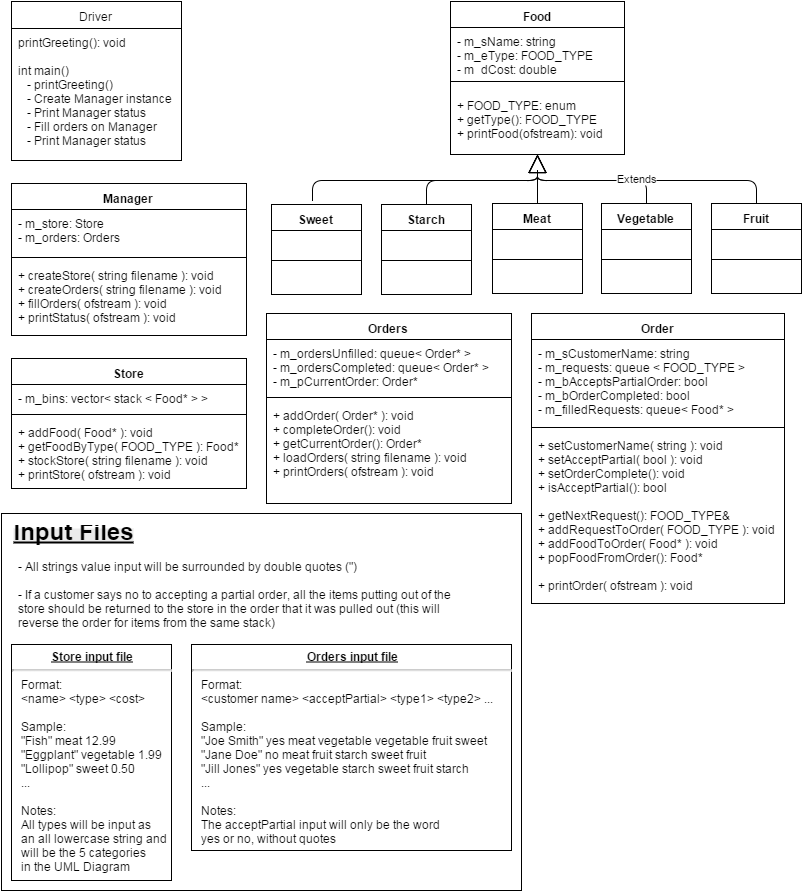 Driver
printGreeting(): void
int main()
- printGreeting()
- Create Manager instance
- Print Manager status
- Fill orders on Manager
- Print Manager status
Food
- m_sName: string
- m_eType: FOOD_TYPE
- m_dCost: double
+ FOOD_TYPE: enum
+ getType(): FOOD_TYPE
+ printFood(ofstream): void
Extends
Sweet
Starch
Meat
Vegetable
Fruit
Manager
- m_store: Store
- m_orders: Orders
+ createStore( string filename ): void
+ createOrders( string filename ): void
+ fillOrders( ofstream ): void
+ printStatus( ofstream ): void
Store
- m_bins: vector< stack < Food* > >
+ addFood( Food* ): void
+ getFoodByType( FOOD_TYPE ): Food*
+ stockStore( string filename ): void
+ printStore( ofstream ): void
Orders
- m_ordersUnfilled: queue< Order* >
- m_ordersCompleted: queue< Order* >
- m_pCurrentOrder: Order*
+ addOrder( Order* ): void
+ completeOrder(): void
+ getCurrentOrder(): Order*
+ loadOrders( string filename ): void
+ printOrders( ofstream ): void
Order
- m_sCustomerName: string
- m_requests: queue < FOOD_TYPE >
- m_bAcceptsPartialOrder: bool
- m_bOrderCompleted: bool
- m_filledRequests: queue< Food* >
+ setCustomerName( string ): void
+ setAcceptPartial( bool ): void
+ setOrderComplete(): void
+ isAcceptPartial(): bool
+ getNextRequest(): FOOD_TYPE&
+ addRequestToOrder( FOOD_TYPE ): void
+ addFoodToOrder( Food* ): void
+ popFoodFromOrder(): Food*
+ printOrder( ofstream ): void
Input Files
- All strings value input will be surrounded by double quotes (")
- If a customer says no to accepting a partial order, all the items putting out of the
store should be returned to the store in the order that it was pulled out (this will
reverse the order for items from the same stack)
Store input file
Format:
<name> <type> <cost>
Sample:
"Fish" meat 12.99
"Eggplant" vegetable 1.99
"Lollipop" sweet 0.50
...
Notes:
All types will be input as
an all lowercase string and
will be the 5 categories
in the UML Diagram
Orders input file
Format:
<customer name> <acceptPartial> <type1> <type2> ...
Sample:
"Joe Smith" yes meat vegetable vegetable fruit sweet
"Jane Doe" no meat fruit starch sweet fruit
"Jill Jones" yes vegetable starch sweet fruit starch
...
Notes:
The acceptPartial input will only be the word
yes or no, without quotes